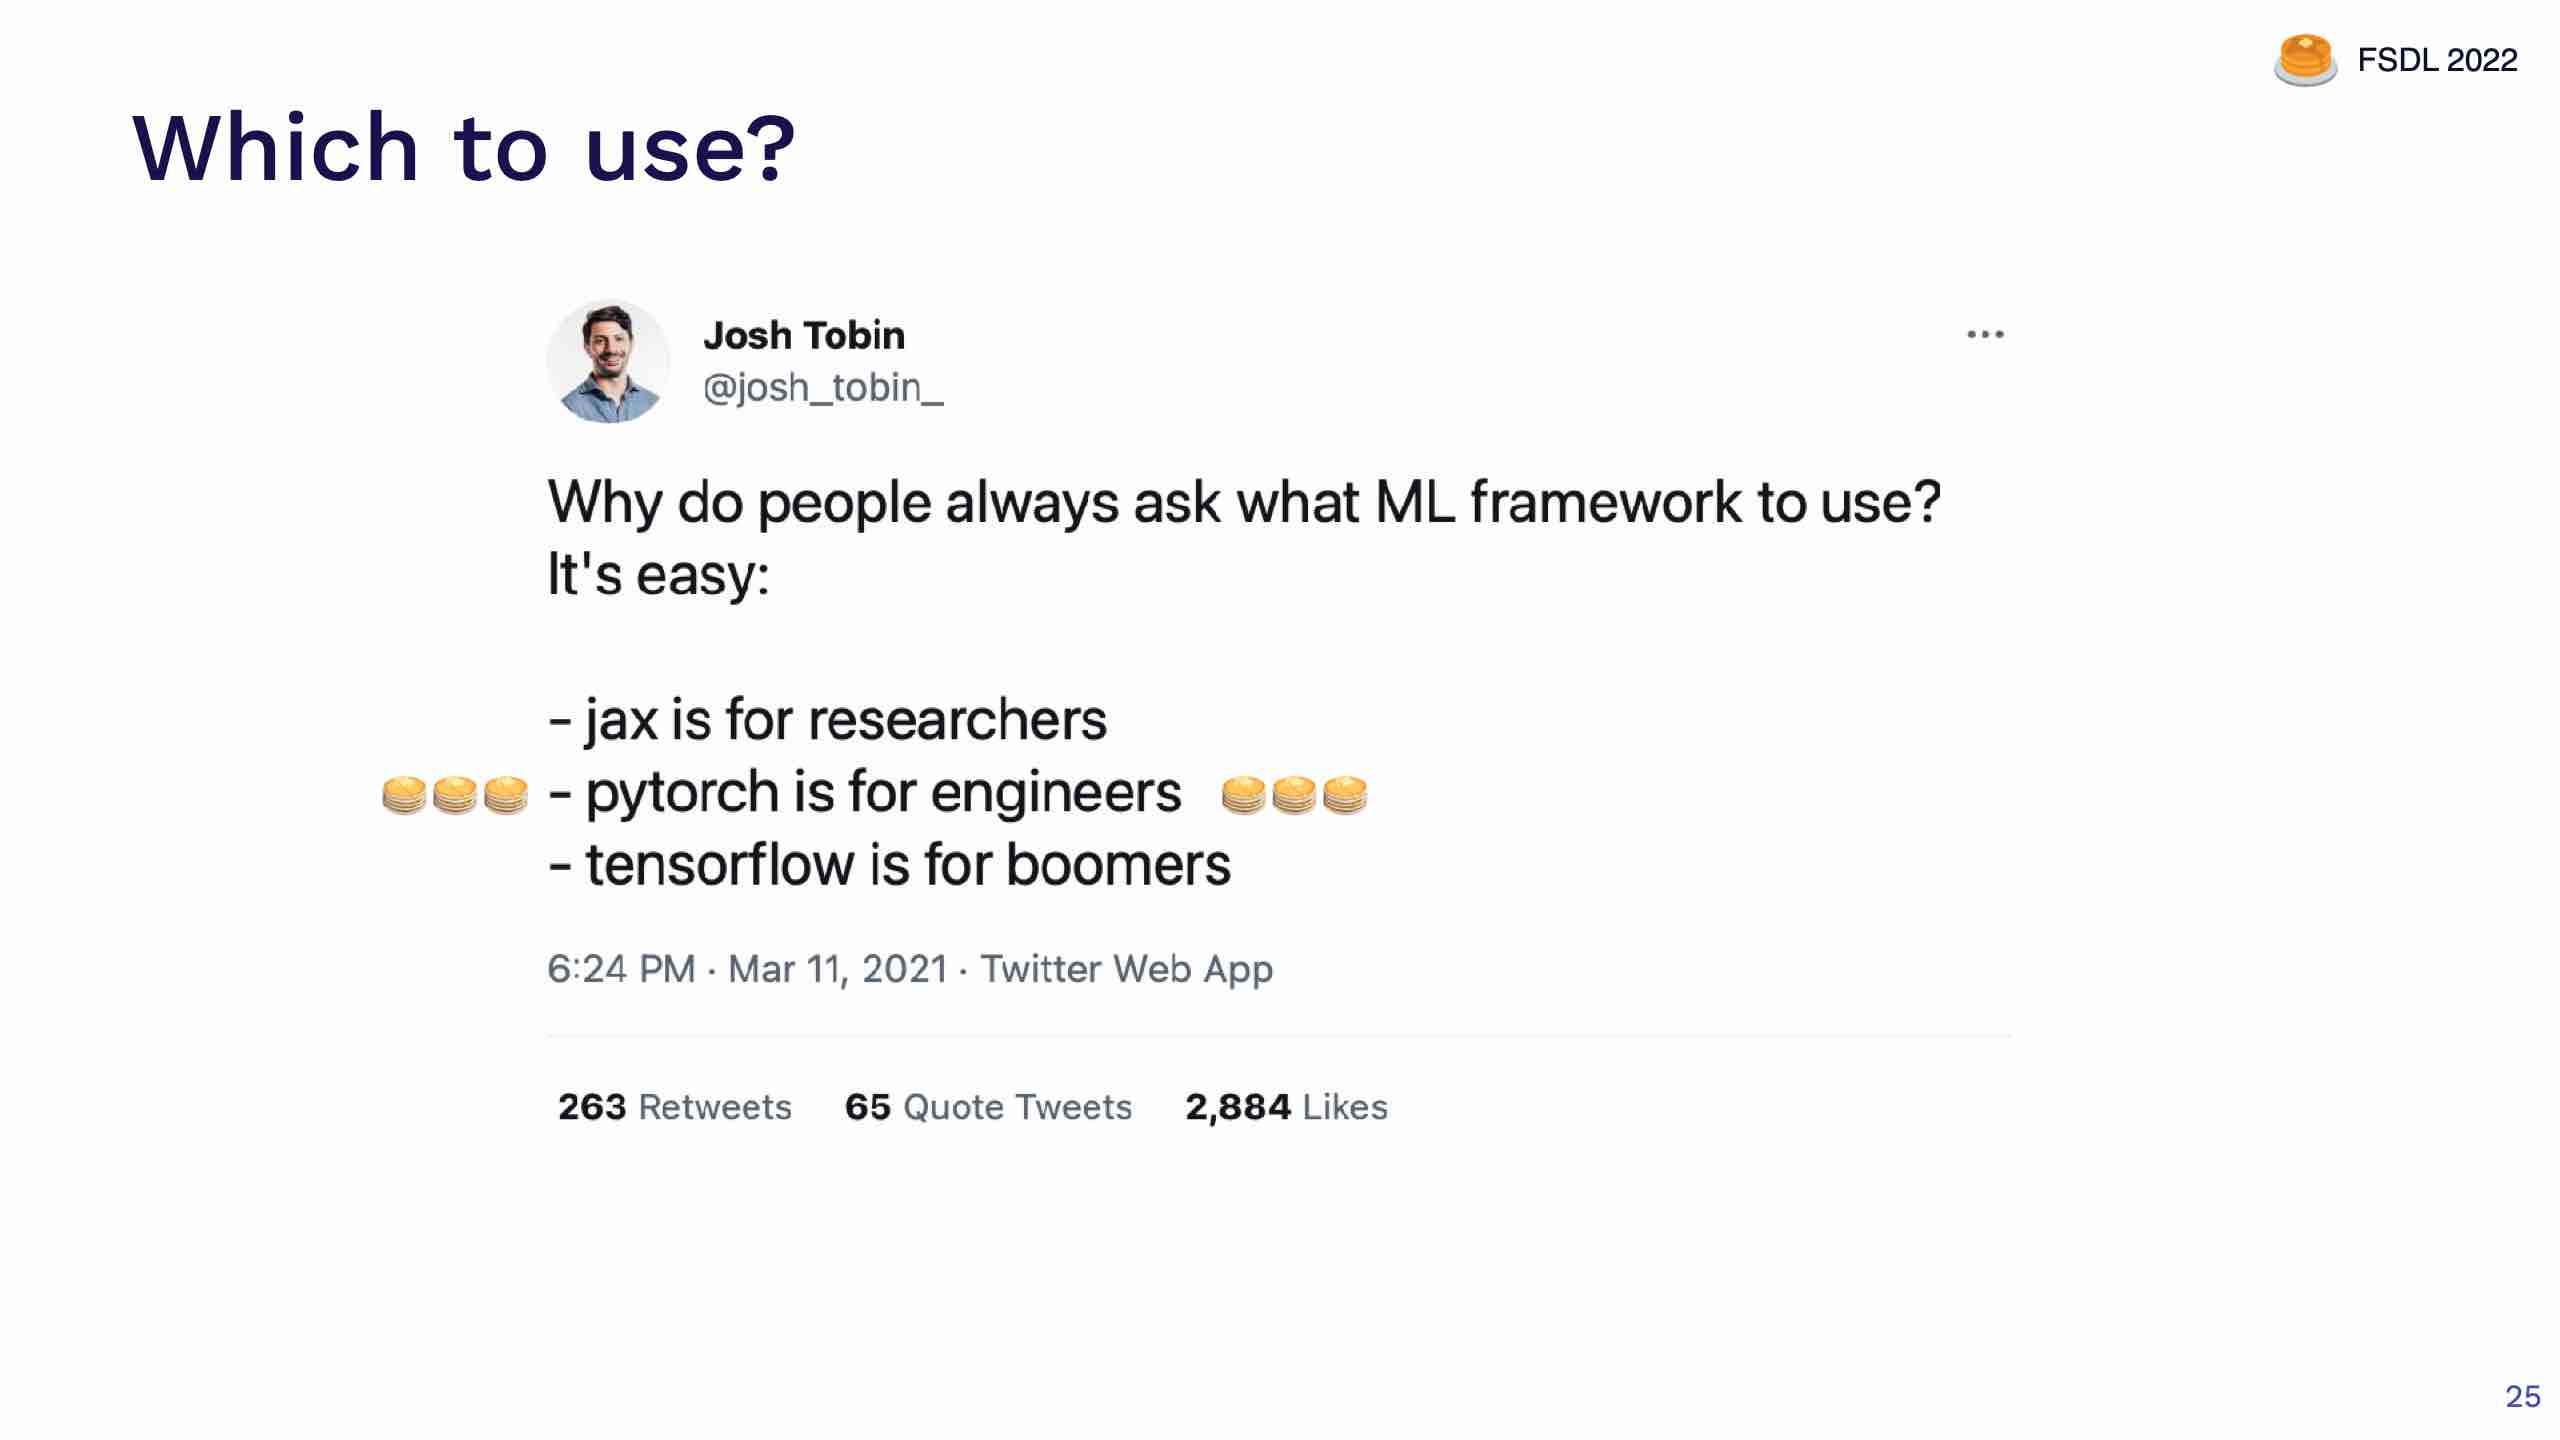 FSDL 2022
Which to use?
Josh Tobin
@josh_tobin_
Why do people always ask what ML framework to use?
It's easy:
- jax is for researchers
- pytorch is for engineers
- tensorflow is for boomers
6:24 PM · Mar 11, 2021 · Twitter Web App
263 Retweets 65 Quote Tweets 2,884 Likes
25